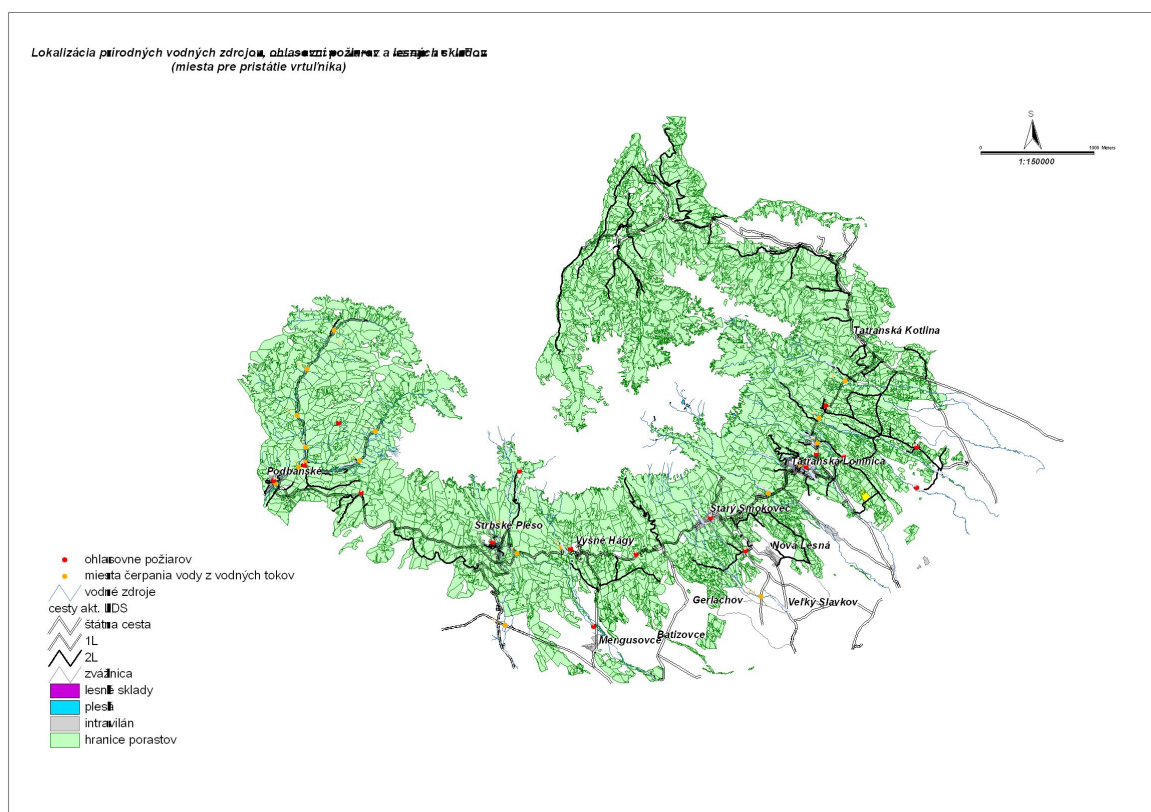 Lokalizácia prírodných vodných zdrojov, ohlasovní požiarov a lesných skladov
(miesta pre pristátie vrtuľníka)
S
0 1000 Meters
1:150000
Tatranská Kotlina
Tatranská Lomnica
Podbanské
Starý Smokovec
Štrbské Pleso
Vyšné Hágy
Nová Lesná
Gerlachov
Veľký Slavkov
Mengusovce
Batizovce
ohlasovne požiarov
miesta čerpania vody z vodných tokov
vodné zdroje
cesty akt. DS
štátna cesta
1L
2L
zvážnica
lesné sklady
plesá
intravilán
hranice porastov